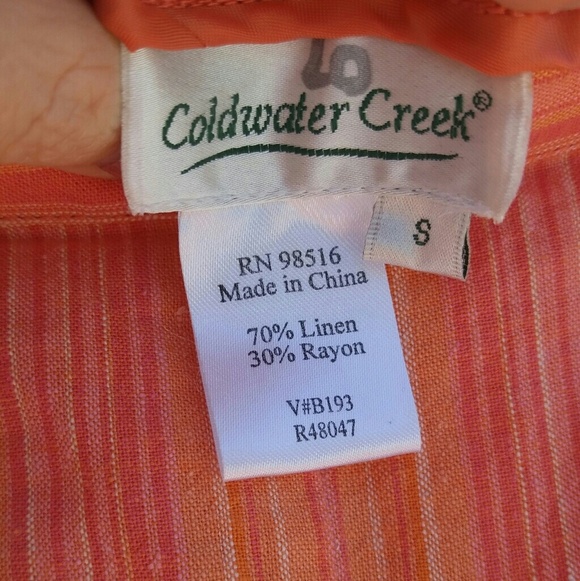 Coldwater Creek®
S
RN 98516
Made in China
70% Linen
30% Rayon
V#B193
R48047